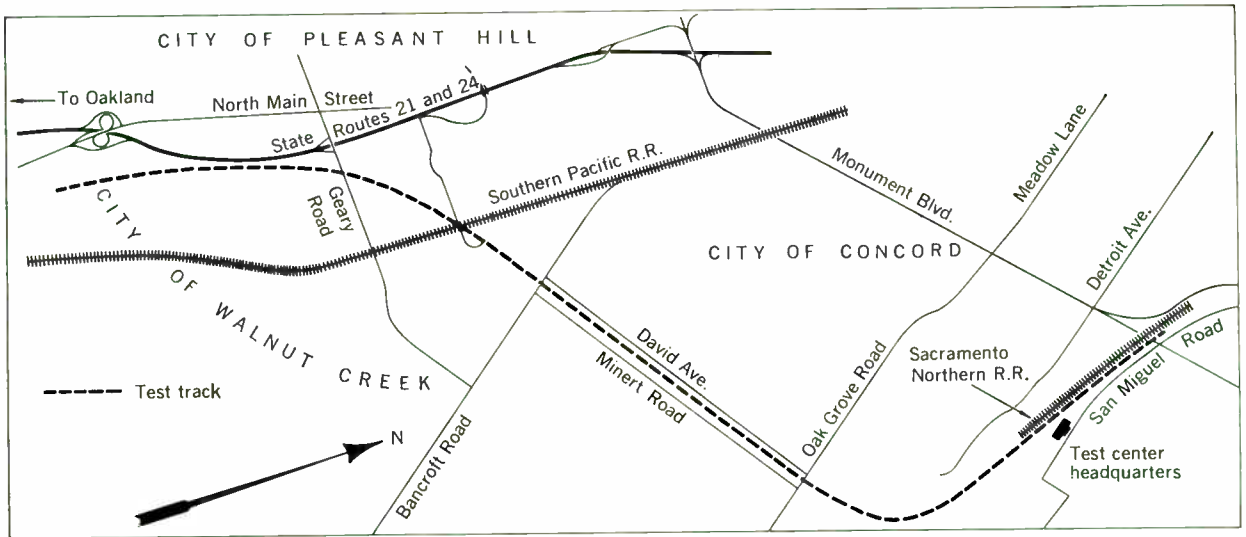 CITY OF PLEASANT HILL
To Oakland
North Main Street
State Routes 21 and 24
Southern Pacific R.R.
Geary
Road
CITY
OF WALNUT
CREEK
Monument Blvd.
Meadow Lane
Detroit Ave.
CITY OF CONCORD
David Ave.
Minert Road
Oak Grove Road
Bancroft Road
Sacramento
Northern R.R.
San Miguel Road
Test center
headquarters
Test track
N